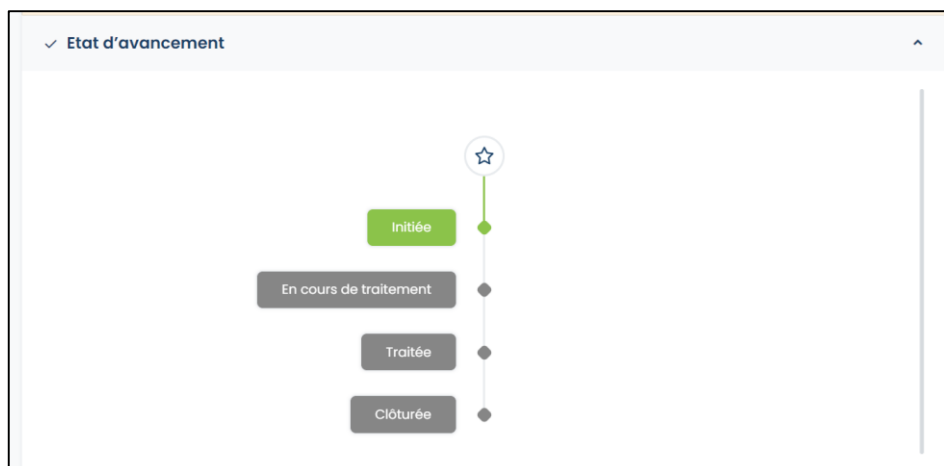 Etat d’avancement
Initiée
En cours de traitement
Traitée
Clôturée